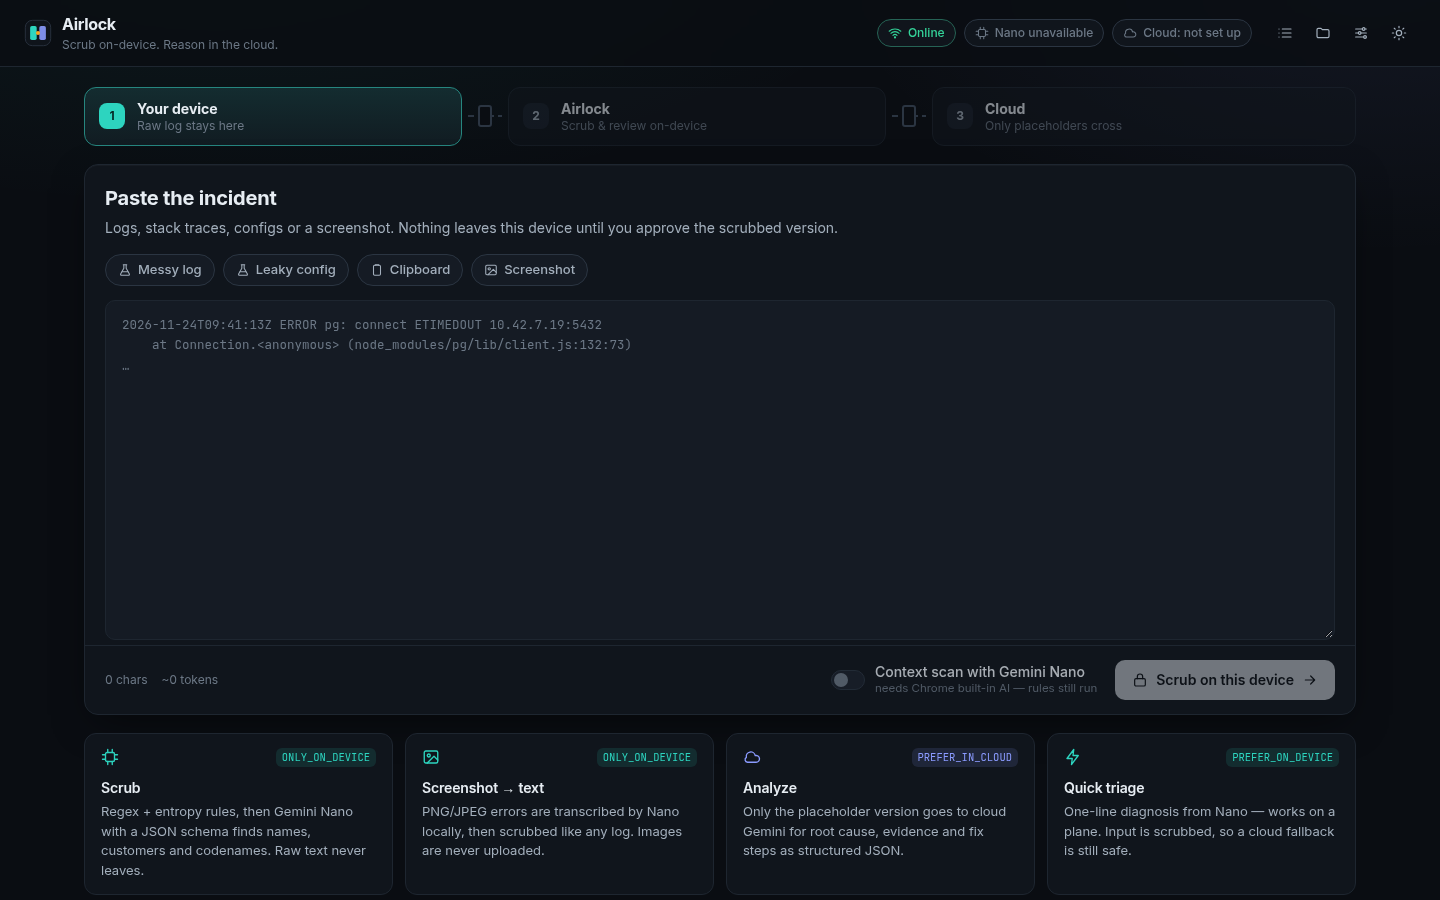 Airlock
Scrub on-device. Reason in the cloud.
Online
Nano unavailable
Cloud: not set up
1
Your device
Raw log stays here
2
Airlock
Scrub & review on-device
3
Cloud
Only placeholders cross
Paste the incident
Logs, stack traces, configs or a screenshot. Nothing leaves this device until you approve the scrubbed version.
Messy log
Leaky config
Clipboard
Screenshot
2026-11-24T09:41:13Z ERROR pg: connect ETIMEDOUT 10.42.7.19:5432
    at Connection.<anonymous> (node_modules/pg/lib/client.js:132:73)
…
0 chars
~0 tokens
Context scan with Gemini Nano
needs Chrome built-in AI — rules still run
Scrub on this device →
ONLY_ON_DEVICE
Scrub
Regex + entropy rules, then Gemini Nano
with a JSON schema finds names,
customers and codenames. Raw text never
leaves.
ONLY_ON_DEVICE
Screenshot → text
PNG/JPEG errors are transcribed by Nano
locally, then scrubbed like any log. Images
are never uploaded.
PREFER_IN_CLOUD
Analyze
Only the placeholder version goes to cloud
Gemini for root cause, evidence and fix
steps as structured JSON.
PREFER_ON_DEVICE
Quick triage
One-line diagnosis from Nano — works on a
plane. Input is scrubbed, so a cloud fallback
is still safe.